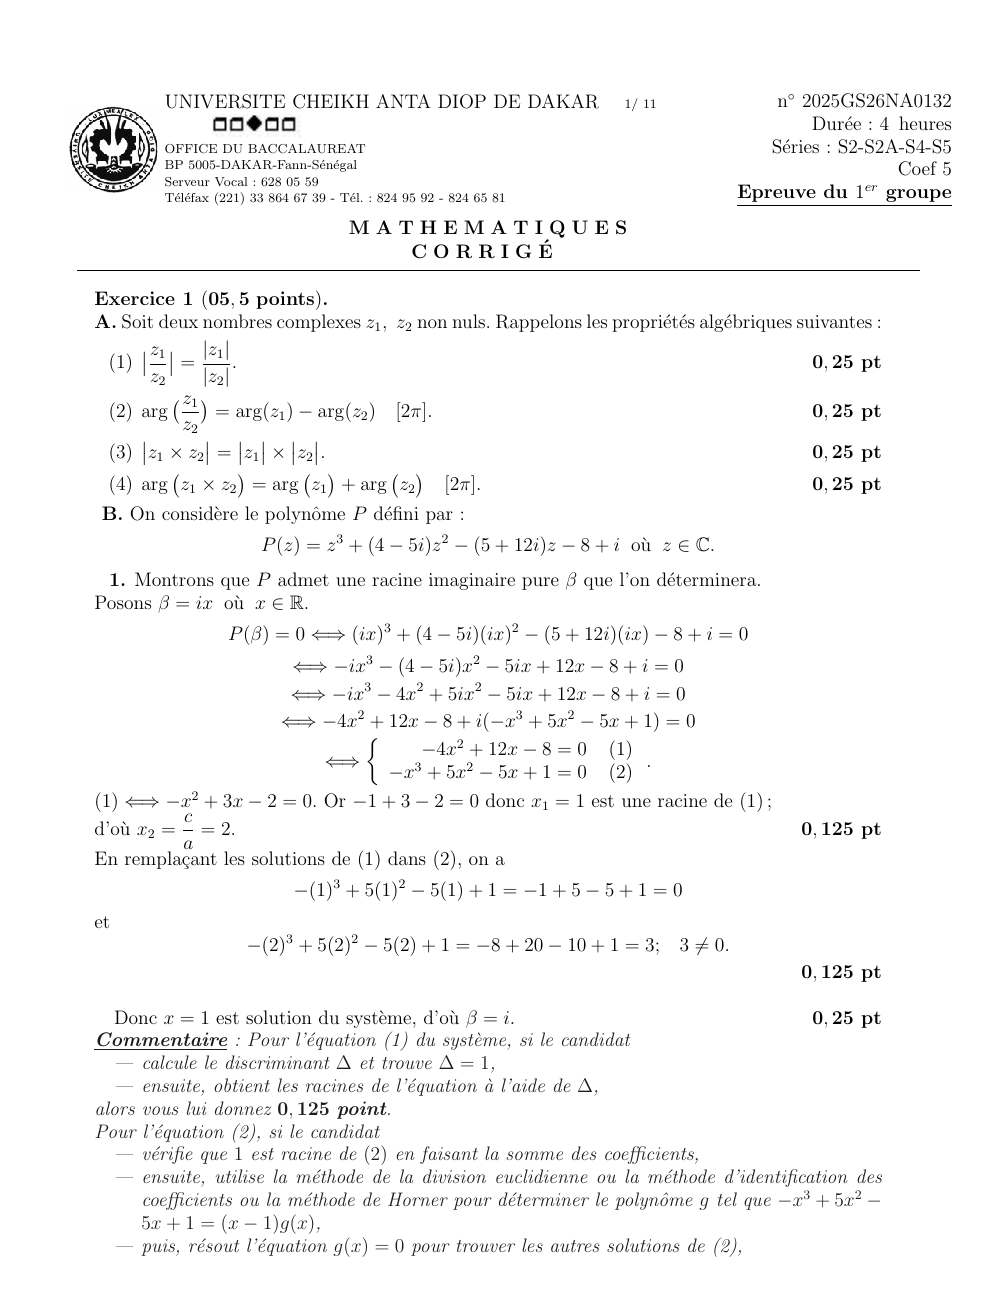 UNIVERSITE CHEIKH ANTA DIOP DE DAKAR 1/ 11
OFFICE DU BACCALAUREAT
BP 5005-DAKAR-Fann-Sénégal
Serveur Vocal : 628 05 59
Téléfax (221) 33 864 67 39 - Tél. : 824 95 92 - 824 65 81
n° 2025GS26NA0132
Durée : 4 heures
Séries : S2-S2A-S4-S5
Coef 5
Epreuve du 1er groupe
M A T H E M A T I Q U E S
C O R R I G É
Exercice 1 (05, 5 points).
A. Soit deux nombres complexes z₁, z₂ non nuls. Rappelons les propriétés algébriques suivantes :
(1) |z₁/z₂| = |z₁|/|z₂|. 0, 25 pt
(2) arg (z₁/z₂) = arg(z₁) − arg(z₂) [2π]. 0, 25 pt
(3) |z₁ × z₂| = |z₁| × |z₂|. 0, 25 pt
(4) arg (z₁ × z₂) = arg (z₁) + arg (z₂) [2π]. 0, 25 pt
B. On considère le polynôme P défini par :
P(z) = z³ + (4 − 5i)z² − (5 + 12i)z − 8 + i où z ∈ ℂ.
1. Montrons que P admet une racine imaginaire pure β que l'on déterminera.
Posons β = ix où x ∈ ℝ.
P(β) = 0 ⟺ (ix)³ + (4 − 5i)(ix)² − (5 + 12i)(ix) − 8 + i = 0
⟺ −ix³ − (4 − 5i)x² − 5ix + 12x − 8 + i = 0
⟺ −ix³ − 4x² + 5ix² − 5ix + 12x − 8 + i = 0
⟺ −4x² + 12x − 8 + i(−x³ + 5x² − 5x + 1) = 0
⟺ { −4x² + 12x − 8 = 0 (1)
−x³ + 5x² − 5x + 1 = 0 (2) .
(1) ⟺ −x² + 3x − 2 = 0. Or −1 + 3 − 2 = 0 donc x₁ = 1 est une racine de (1) ;
d'où x₂ = c/a = 2. 0, 125 pt
En remplaçant les solutions de (1) dans (2), on a
−(1)³ + 5(1)² − 5(1) + 1 = −1 + 5 − 5 + 1 = 0
et
−(2)³ + 5(2)² − 5(2) + 1 = −8 + 20 − 10 + 1 = 3; 3 ≠ 0.
0, 125 pt
Donc x = 1 est solution du système, d'où β = i. 0, 25 pt
Commentaire : Pour l'équation (1) du système, si le candidat
— calcule le discriminant Δ et trouve Δ = 1,
— ensuite, obtient les racines de l'équation à l'aide de Δ,
alors vous lui donnez 0, 125 point.
Pour l'équation (2), si le candidat
— vérifie que 1 est racine de (2) en faisant la somme des coefficients,
— ensuite, utilise la méthode de la division euclidienne ou la méthode d'identification des
coefficients ou la méthode de Horner pour déterminer le polynôme g tel que −x³ + 5x² −
5x + 1 = (x − 1)g(x),
— puis, résout l'équation g(x) = 0 pour trouver les autres solutions de (2),